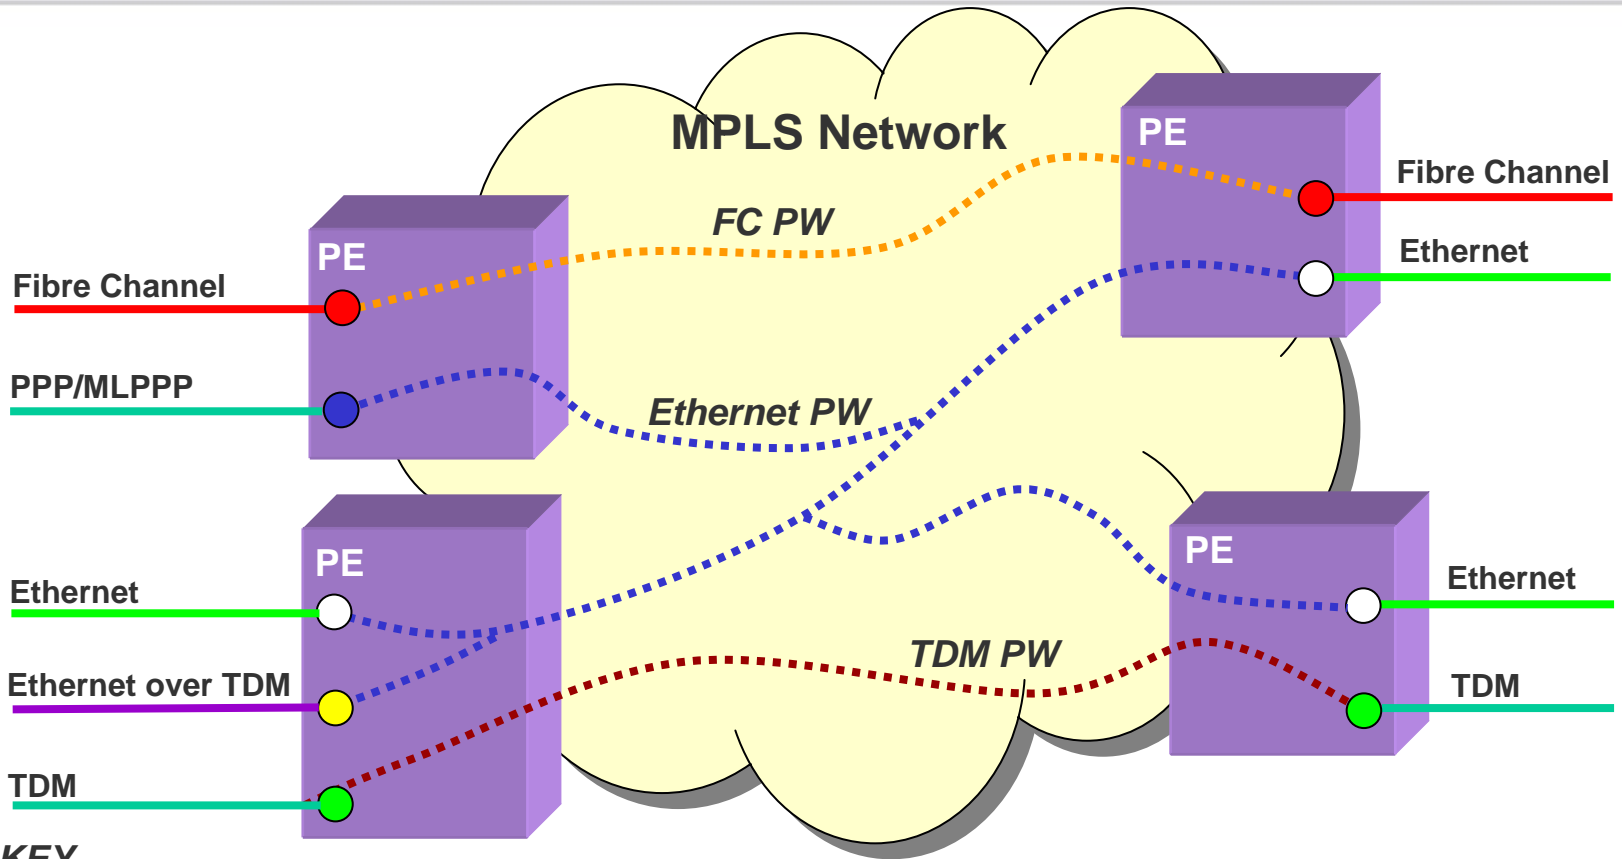 MPLS Network
PE
Fibre Channel
FC PW
Ethernet
PE
Fibre Channel
PPP/MLPPP
Ethernet PW
PE
Ethernet
PE
Ethernet
Ethernet over TDM
TDM PW
TDM
TDM
KEY